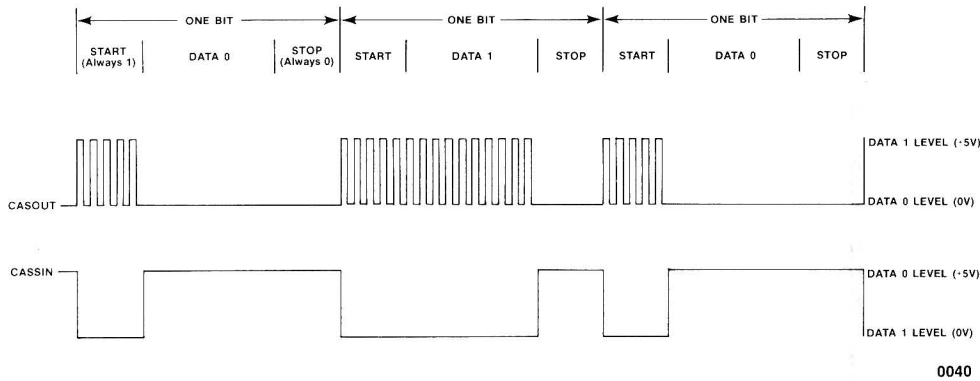 ONE BIT ONE BIT ONE BIT
START (Always 1) DATA 0 STOP (Always 0) START DATA 1 STOP START DATA 0 STOP
DATA 1 LEVEL (+5V)
CASOUT DATA 0 LEVEL (0V)
CASSIN DATA 0 LEVEL (+5V)
DATA 1 LEVEL (0V)
0040